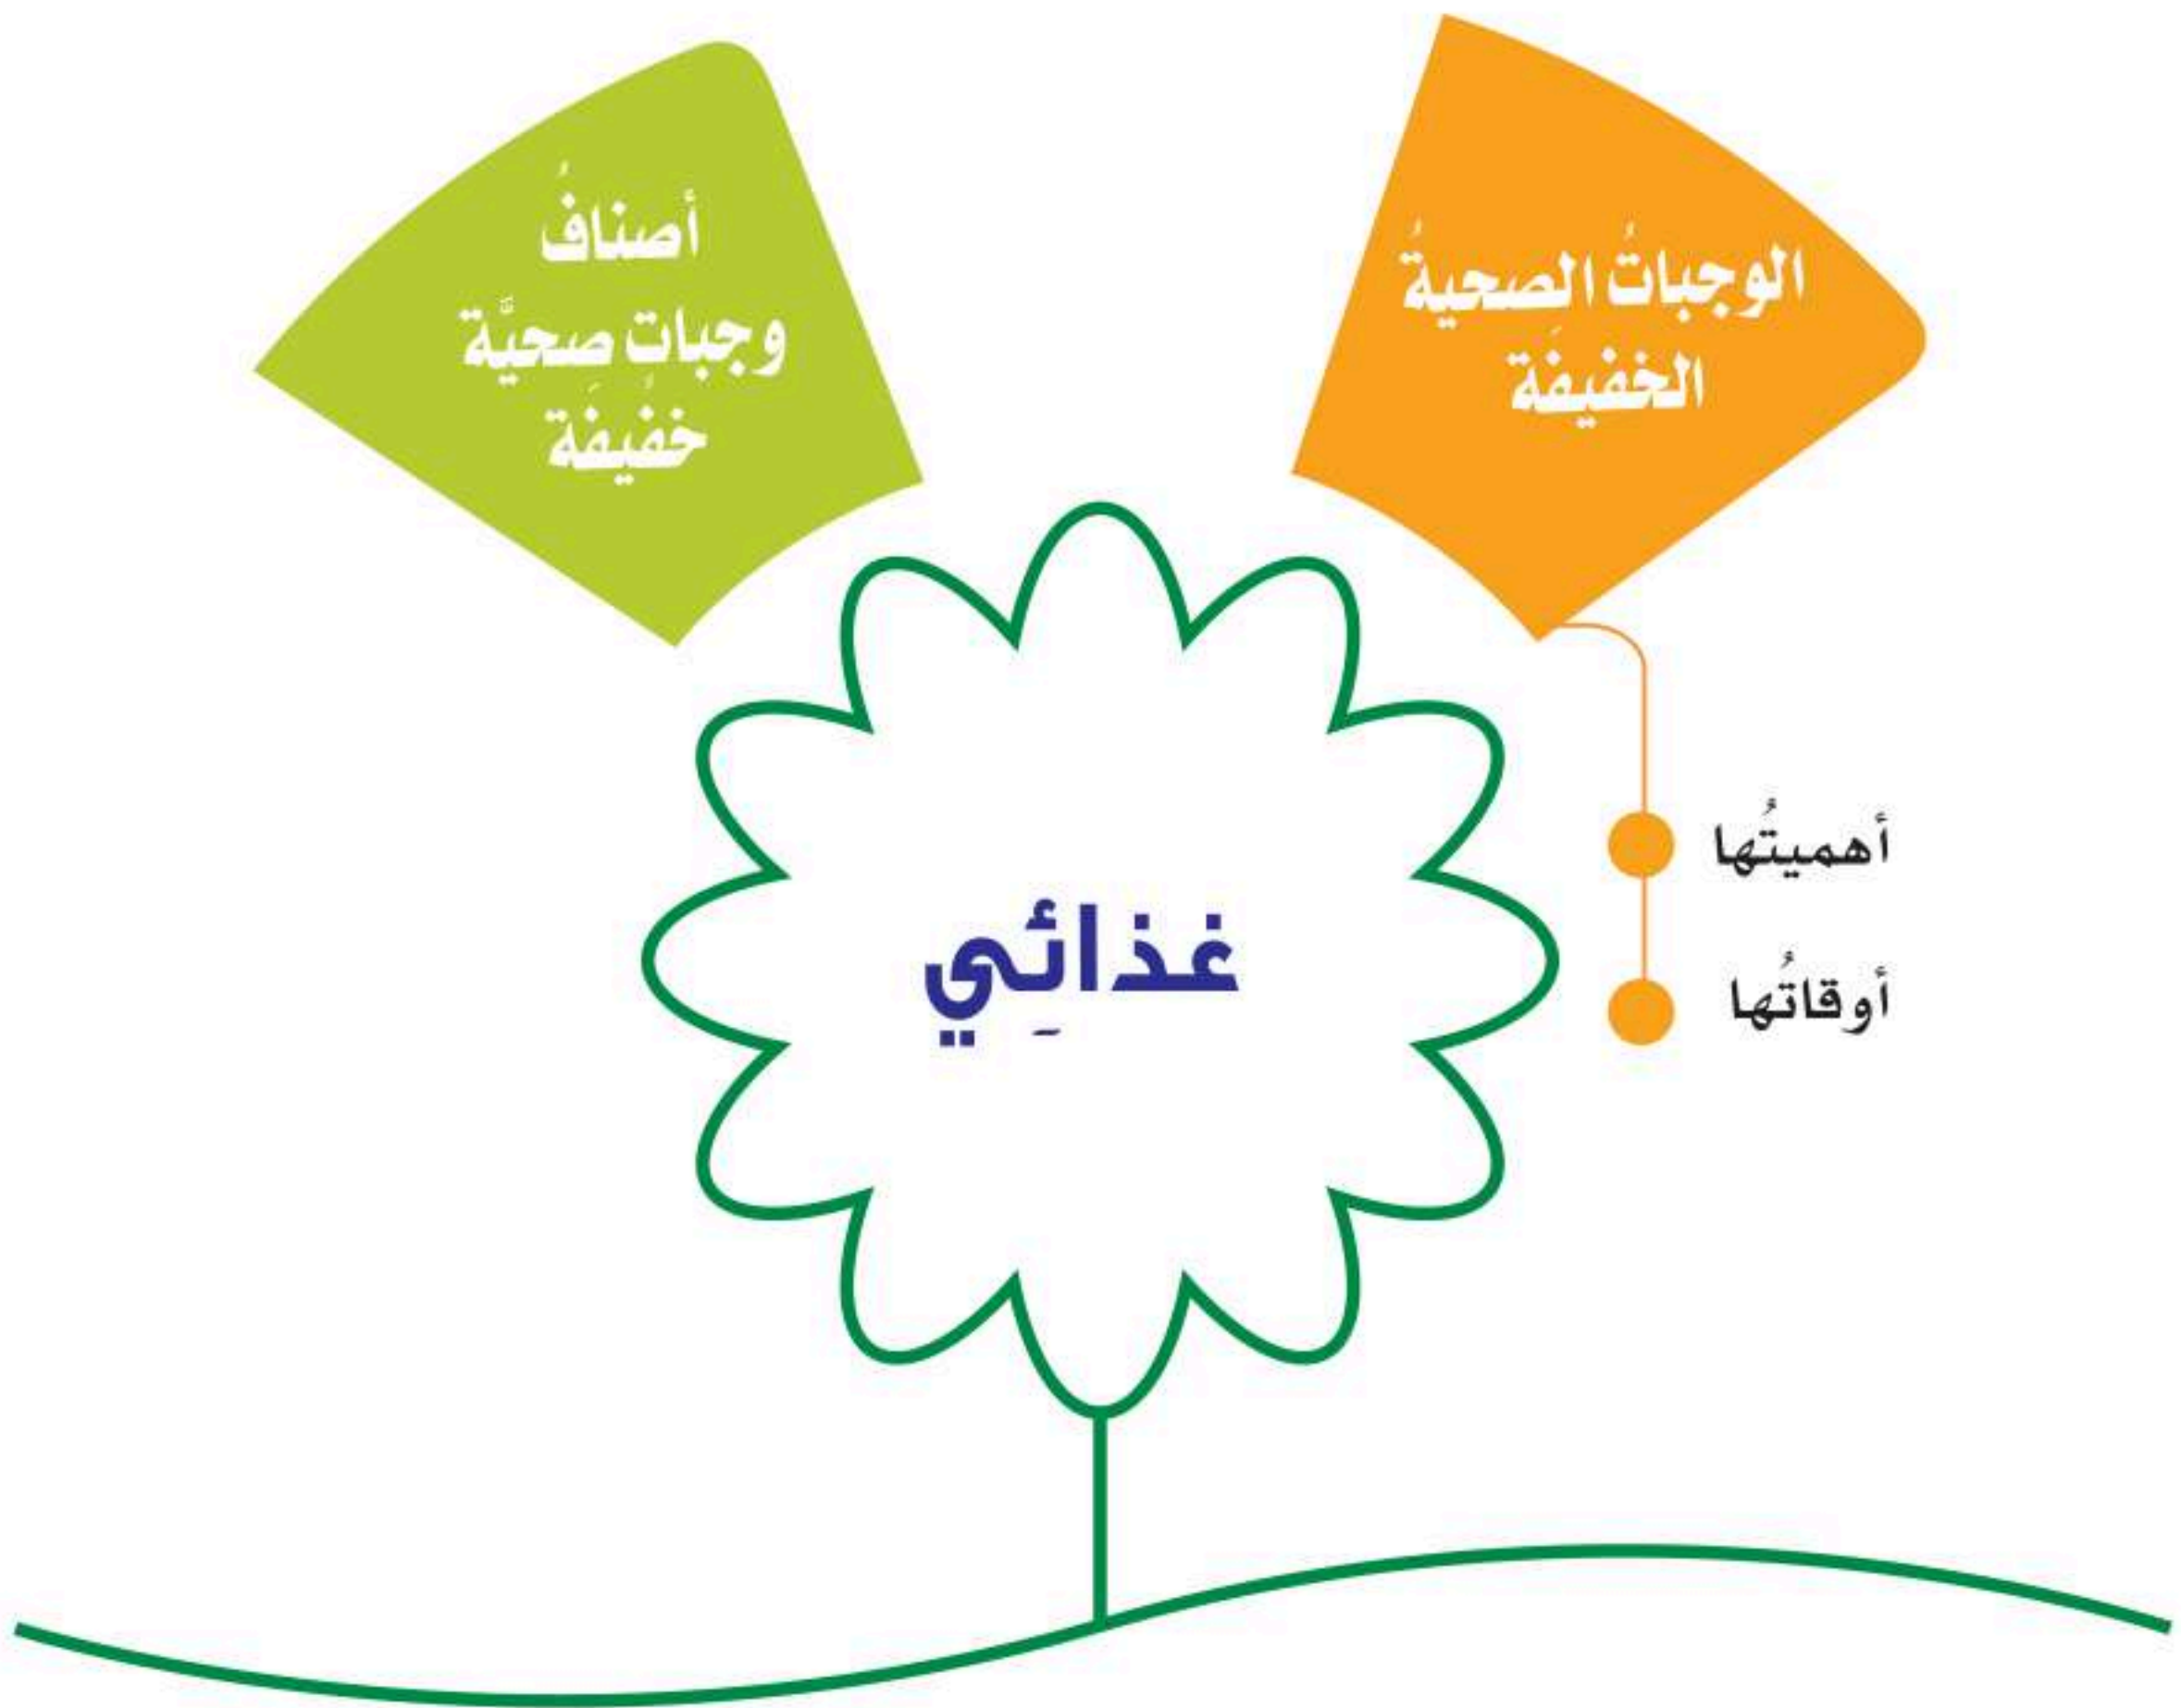 الوجباتُ الصحيةُ
الخفيفَة
أهميتُها
أوقاتُها
أصنافُ
وجباتٍ صحيَّة
خفيفَة
غذائِي